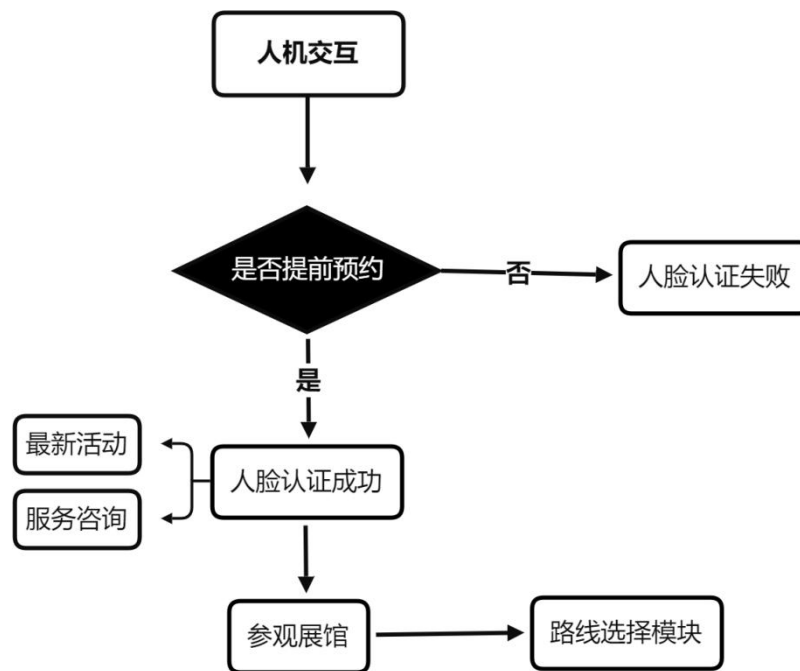 人机交互
是否提前预约
否
人脸认证失败
是
最新活动
人脸认证成功
服务咨询
参观展馆
路线选择模块